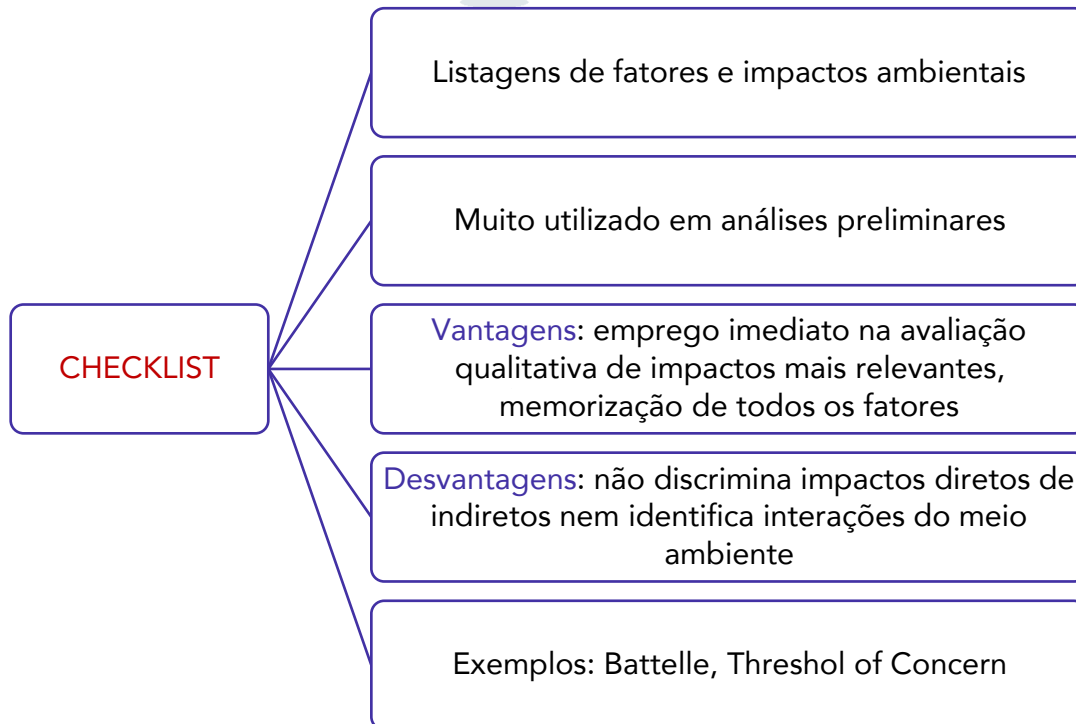 CHECKLIST
Listagens de fatores e impactos ambientais
Muito utilizado em análises preliminares
Vantagens: emprego imediato na avaliação
qualitativa de impactos mais relevantes,
memorização de todos os fatores
Desvantagens: não discrimina impactos diretos de
indiretos nem identifica interações do meio
ambiente
Exemplos: Battelle, Threshol of Concern